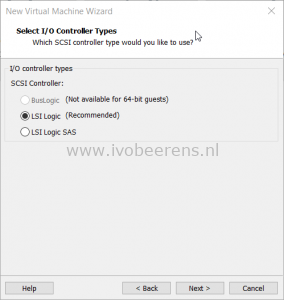 New Virtual Machine Wizard
Select I/O Controller Types
Which SCSI controller type would you like to use?
I/O controller types
SCSI Controller:
BusLogic (Not available for 64-bit guests)
LSI Logic (Recommended)
LSI Logic SAS
www.ivobeerens.nl
Help < Back Next > Cancel